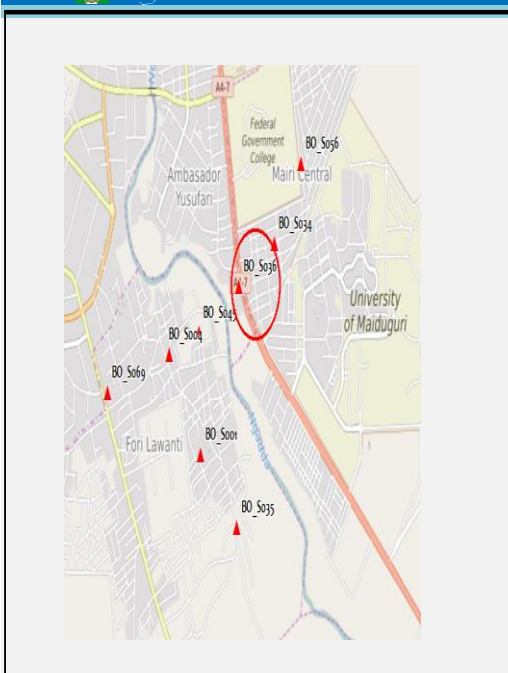 A4-7
Federal
Government
College
BO_S056
Mairi Central
Ambasador
Yusufari
BO_S034
BO_S036
A4-7
University
of Maiduguri
BO_S045
BO_S004
BO_S069
Fori Lawanti
BO_S001
BO_S035